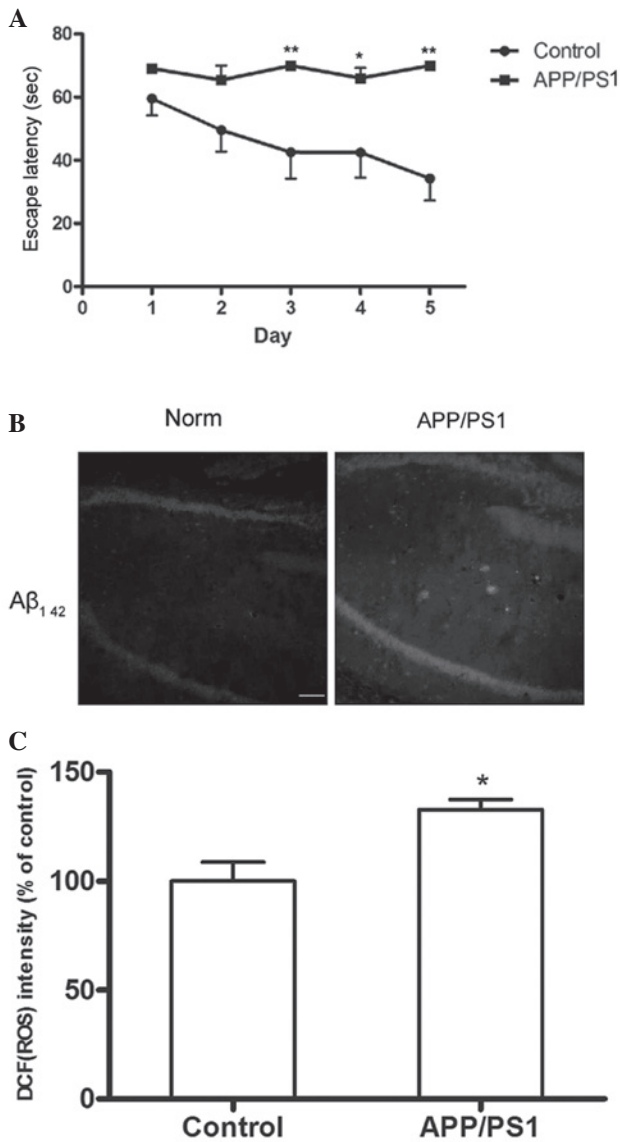 A
80
60
40
20
0
Escape latency (sec)
** * **
0 1 2 3 4 5
Day
Control
APP/PS1
B
Norm APP/PS1
Aβ1 42
C
150
100
50
0
DCF(ROS) intensity (% of control)
*
Control APP/PS1